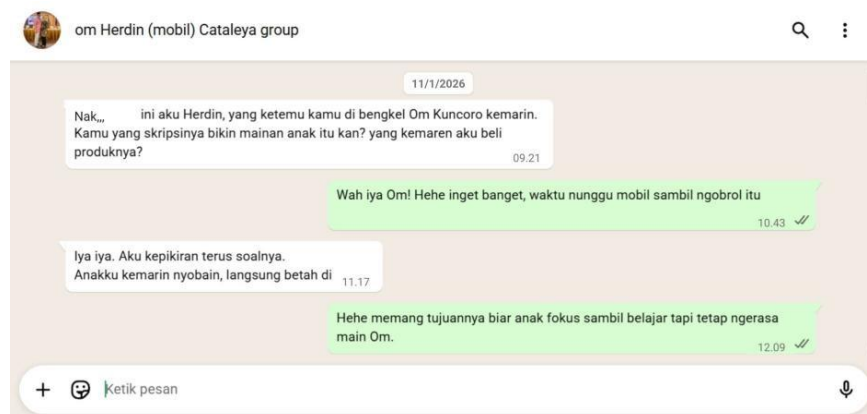 om Herdin (mobil) Cataleya group
11/1/2026
Nak,,, ini aku Herdin, yang ketemu kamu di bengkel Om Kuncoro kemarin.
Kamu yang skripsinya bikin mainan anak itu kan? yang kemaren aku beli
produknya?
09.21
Wah iya Om! Hehe inget banget, waktu nunggu mobil sambil ngobrol itu
10.43
Iya iya. Aku kepikiran terus soalnya.
Anakku kemarin nyobain, langsung betah di
11.17
Hehe memang tujuannya biar anak fokus sambil belajar tapi tetap ngerasa
main Om.
12.09
Ketik pesan